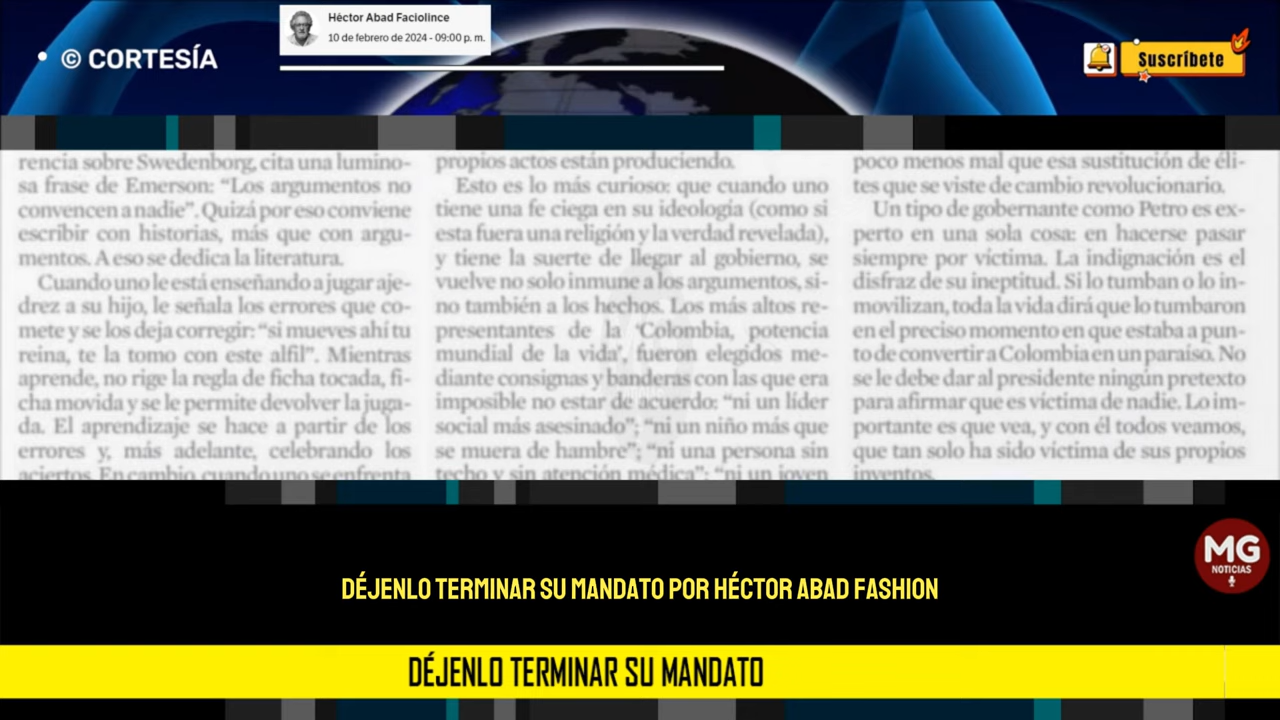 Héctor Abad Faciolince
10 de febrero de 2024 - 09:00 p. m.
© CORTESÍA
Suscríbete
rencia sobre Swedenborg, cita una lumino-
sa frase de Emerson: “Los argumentos no
convencen a nadie”. Quizá por eso conviene
escribir con historias, más que con argu-
mentos. A eso se dedica la literatura.
Cuando uno le está enseñando a jugar aje-
drez a su hijo, le señala los errores que co-
mete y se los deja corregir: “si mueves ahí tu
reina, te la tomo con este alfil”. Mientras
aprende, no rige la regla de ficha tocada, fi-
cha movida y se le permite devolver la juga-
da. El aprendizaje se hace a partir de los
errores y, más adelante, celebrando los
aciertos. En cambio, cuando uno se enfrenta
propios actos están produciendo.
Esto es lo más curioso: que cuando uno
tiene una fe ciega en su ideología (como si
esta fuera una religión y la verdad revelada),
y tiene la suerte de llegar al gobierno, se
vuelve no solo inmune a los argumentos, si-
no también a los hechos. Los más altos re-
presentantes de la ‘Colombia, potencia
mundial de la vida’, fueron elegidos me-
diante consignas y banderas con las que era
imposible no estar de acuerdo: “ni un líder
social más asesinado”; “ni un niño más que
se muera de hambre”; “ni una persona sin
techo y sin atención médica”; “ni un joven
poco menos mal que esa sustitución de éli-
tes que se viste de cambio revolucionario.
Un tipo de gobernante como Petro es ex-
perto en una sola cosa: en hacerse pasar
siempre por víctima. La indignación es el
disfraz de su ineptitud. Si lo tumban o lo in-
movilizan, toda la vida dirá que lo tumbaron
en el preciso momento en que estaba a pun-
to de convertir a Colombia en un paraíso. No
se le debe dar al presidente ningún pretexto
para afirmar que es víctima de nadie. Lo im-
portante es que vea, y con él todos veamos,
que tan solo ha sido víctima de sus propios
inventos.
MG
NOTICIAS
DÉJENLO TERMINAR SU MANDATO POR HÉCTOR ABAD FASHION
DÉJENLO TERMINAR SU MANDATO